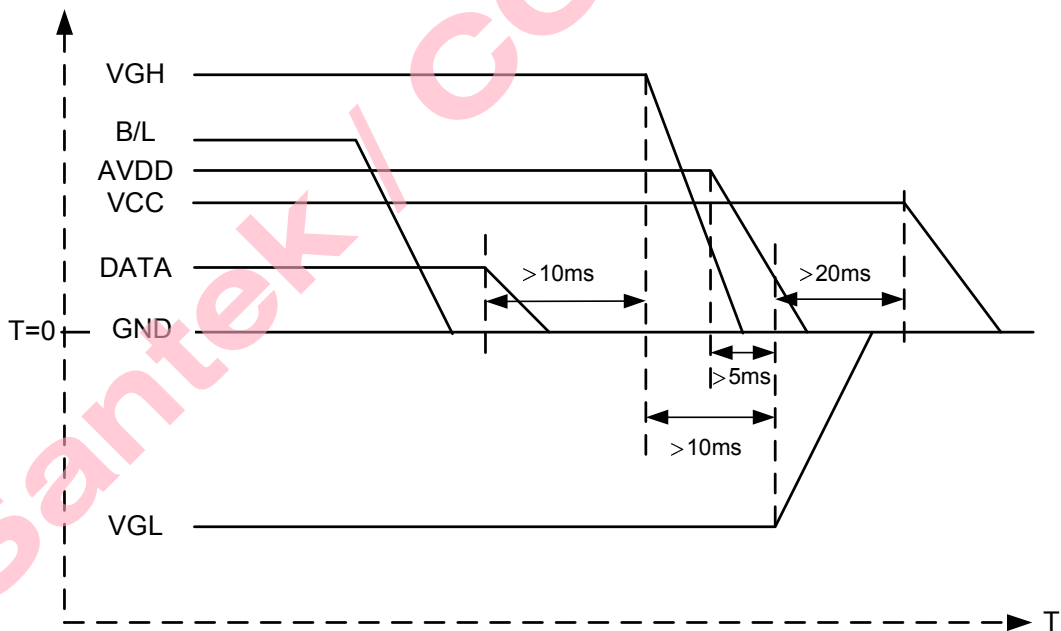 VGH
B/L
AVDD
VCC
DATA
>10ms
>20ms
T=0
GND
>5ms
>10ms
VGL
T
Santek / CO